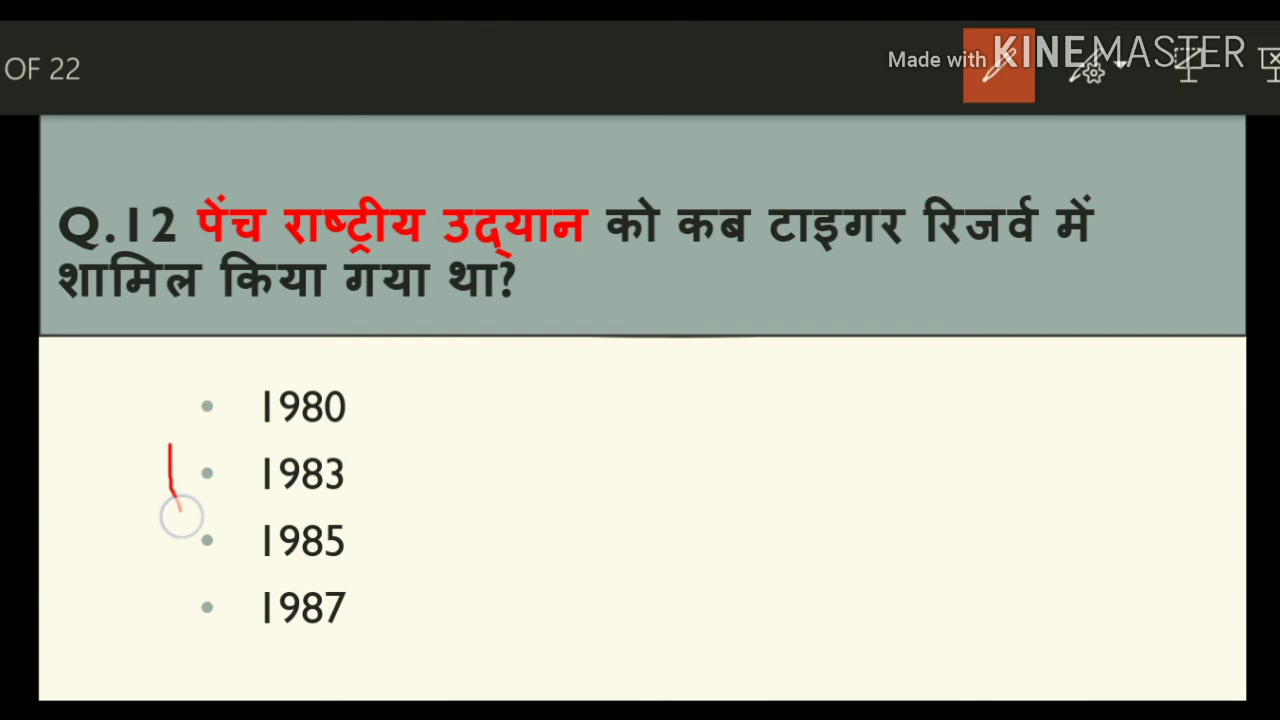 Made with KINEMASTER
OF 22
Q.12 पेंच राष्ट्रीय उद्यान को कब टाइगर रिजर्व में
शामिल किया गया था?
• 1980
• 1983
• 1985
• 1987